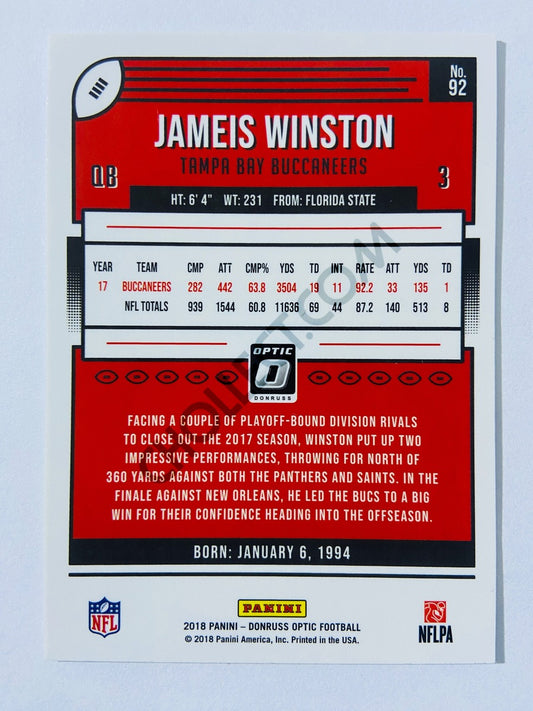 No.
92
JAMEIS WINSTON
TAMPA BAY BUCCANEERS
QB 3
HT: 6' 4" WT: 231 FROM: FLORIDA STATE
YEAR TEAM CMP ATT CMP% YDS TD INT RATE ATT YDS TD
17 BUCCANEERS 282 442 63.8 3504 19 11 92.2 33 135 1
NFL TOTALS 939 1544 60.8 11636 69 44 87.2 140 513 8
OPTIC
DONRUSS
FACING A COUPLE OF PLAYOFF-BOUND DIVISION RIVALS
TO CLOSE OUT THE 2017 SEASON, WINSTON PUT UP TWO
IMPRESSIVE PERFORMANCES, THROWING FOR NORTH OF
360 YARDS AGAINST BOTH THE PANTHERS AND SAINTS. IN THE
FINALE AGAINST NEW ORLEANS, HE LED THE BUCS TO A BIG
WIN FOR THEIR CONFIDENCE HEADING INTO THE OFFSEASON.
BORN: JANUARY 6, 1994
NFL
PANINI
2018 PANINI – DONRUSS OPTIC FOOTBALL
© 2018 Panini America, Inc. Printed in the USA.
NFLPA